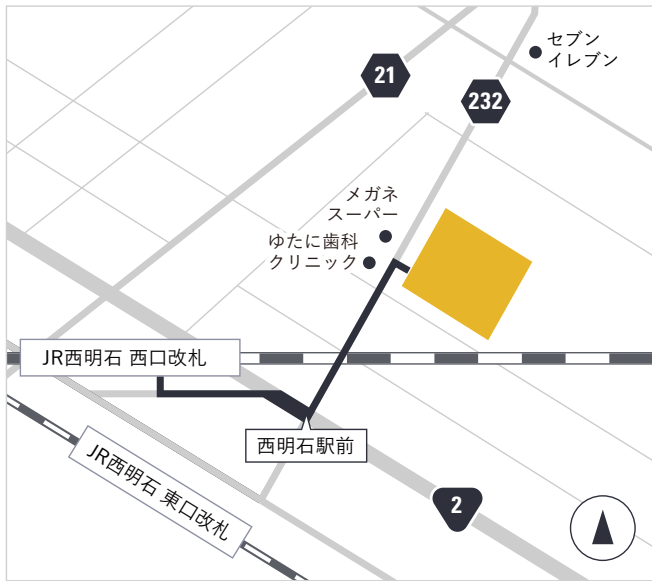 セブン
イレブン
21
232
メガネ
スーパー
ゆたに歯科
クリニック
JR西明石 西口改札
西明石駅前
JR西明石 東口改札
2